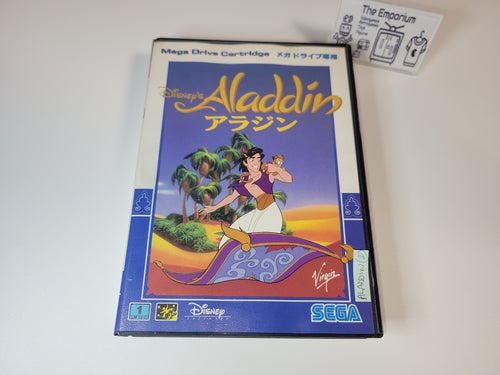 The Emporium
Mega Drive Cartridge メガドライブ専用
Disney's
Aladdin
アラジン
Virgin
1
Disney
SEGA